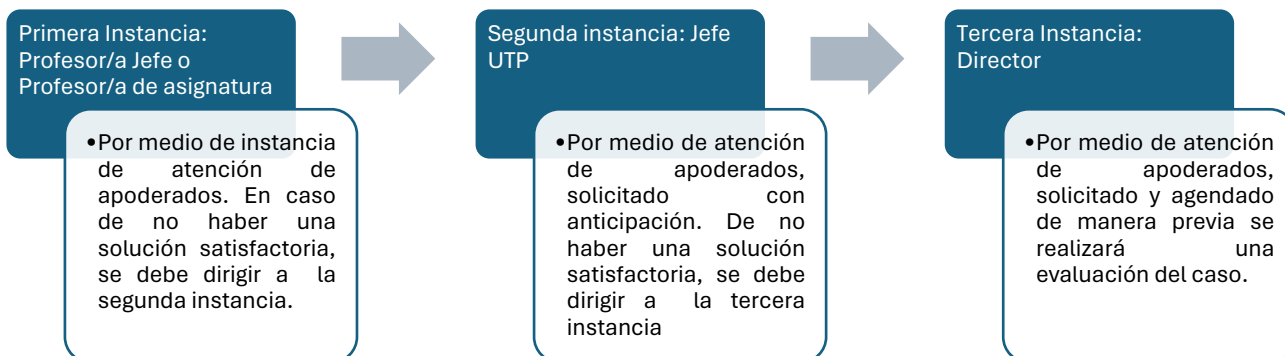 Primera Instancia:
Profesor/a Jefe o
Profesor/a de asignatura
•Por medio de instancia
de atención de
apoderados. En caso
de no haber una
solución satisfactoria,
se debe dirigir a la
segunda instancia.
Segunda instancia: Jefe
UTP
•Por medio de atención
de apoderados,
solicitado con
anticipación. De no
haber una solución
satisfactoria, se debe
dirigir a la tercera
instancia
Tercera Instancia:
Director
•Por medio de atención
de apoderados,
solicitado y agendado
de manera previa se
realizará una
evaluación del caso.